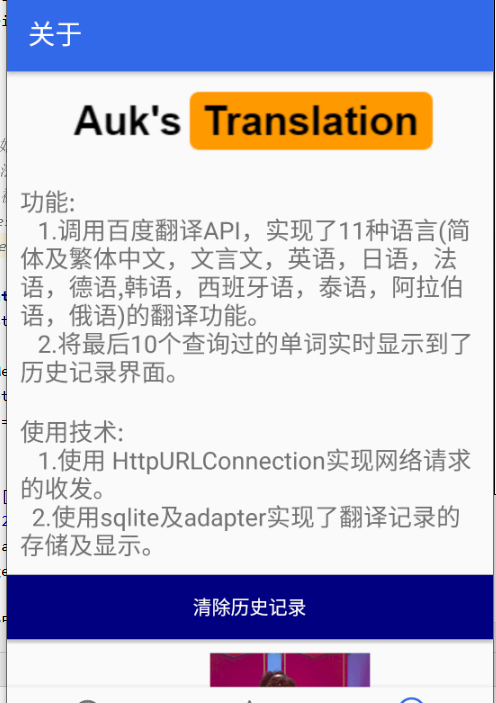 关于
Auk's Translation
功能:
1.调用百度翻译API，实现了11种语言(简
体及繁体中文，文言文，英语，日语，法
语，德语,韩语，西班牙语，泰语，阿拉伯
语，俄语)的翻译功能。
2.将最后10个查询过的单词实时显示到了
历史记录界面。
使用技术:
1.使用 HttpURLConnection实现网络请求
的收发。
2.使用sqlite及adapter实现了翻译记录的
存储及显示。
清除历史记录